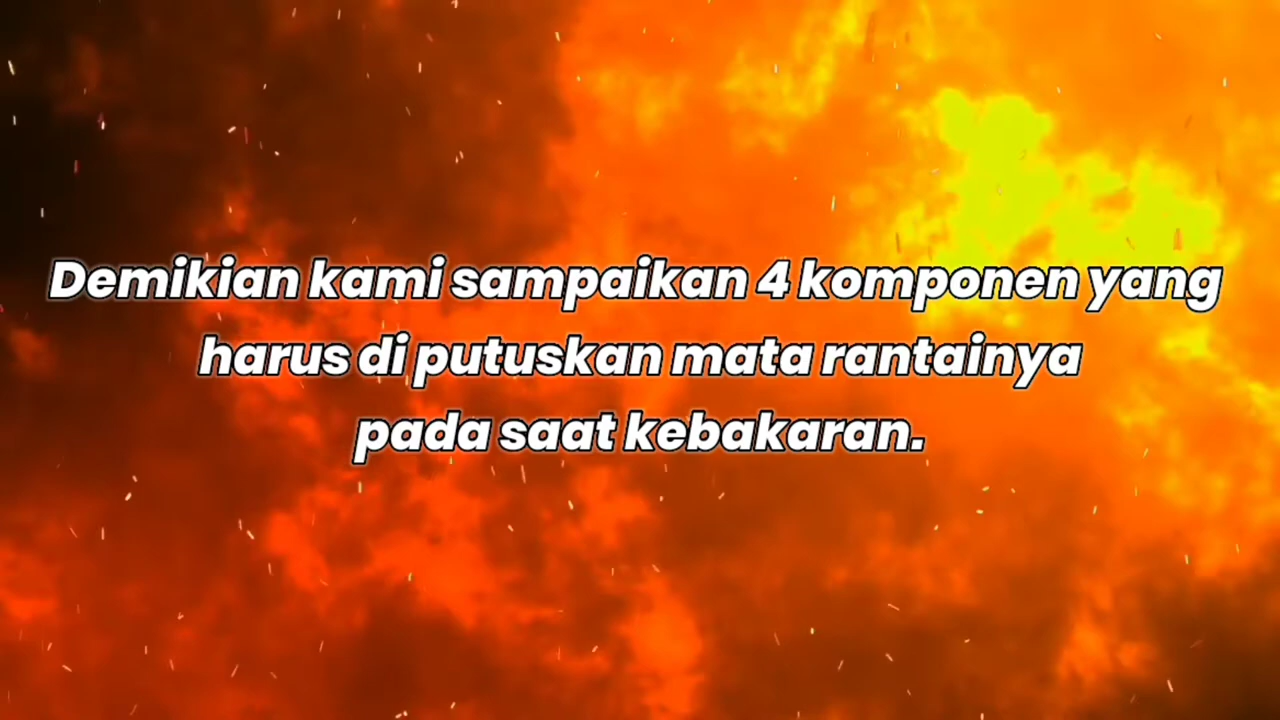 Demikian kami sampaikan 4 komponen yang
harus di putuskan mata rantainya
pada saat kebakaran.